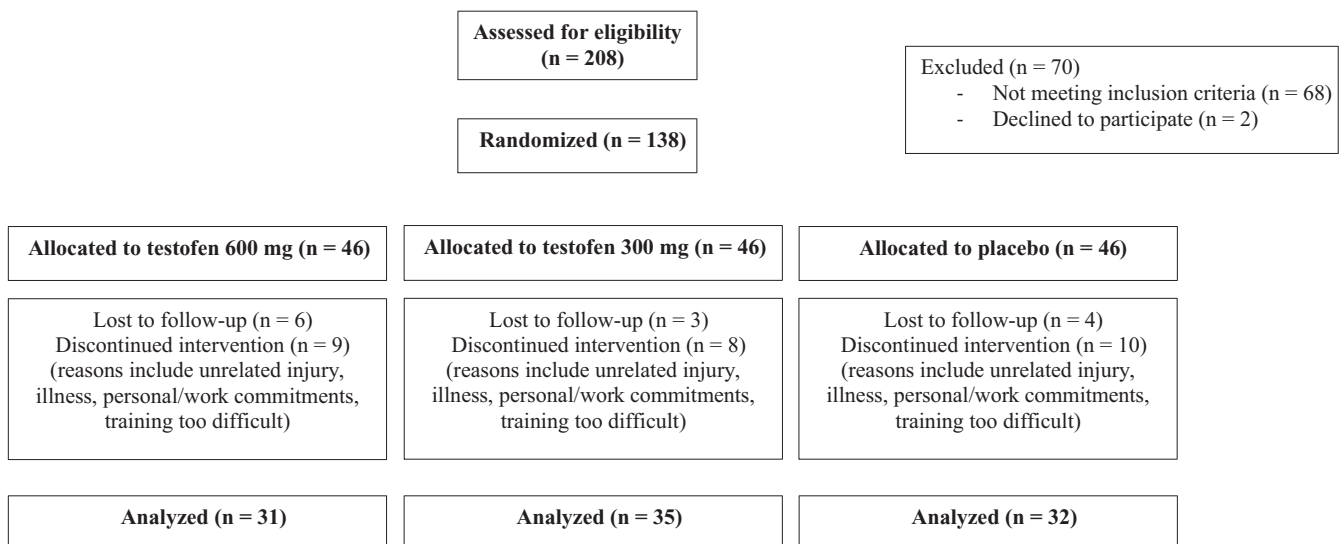 Assessed for eligibility
(n = 208)
Excluded (n = 70)
- Not meeting inclusion criteria (n = 68)
- Declined to participate (n = 2)
Randomized (n = 138)
Allocated to testofen 600 mg (n = 46)
Allocated to testofen 300 mg (n = 46)
Allocated to placebo (n = 46)
Lost to follow-up (n = 6)
Discontinued intervention (n = 9)
(reasons include unrelated injury,
illness, personal/work commitments,
training too difficult)
Lost to follow-up (n = 3)
Discontinued intervention (n = 8)
(reasons include unrelated injury,
illness, personal/work commitments,
training too difficult)
Lost to follow-up (n = 4)
Discontinued intervention (n = 10)
(reasons include unrelated injury,
illness, personal/work commitments,
training too difficult)
Analyzed (n = 31)
Analyzed (n = 35)
Analyzed (n = 32)